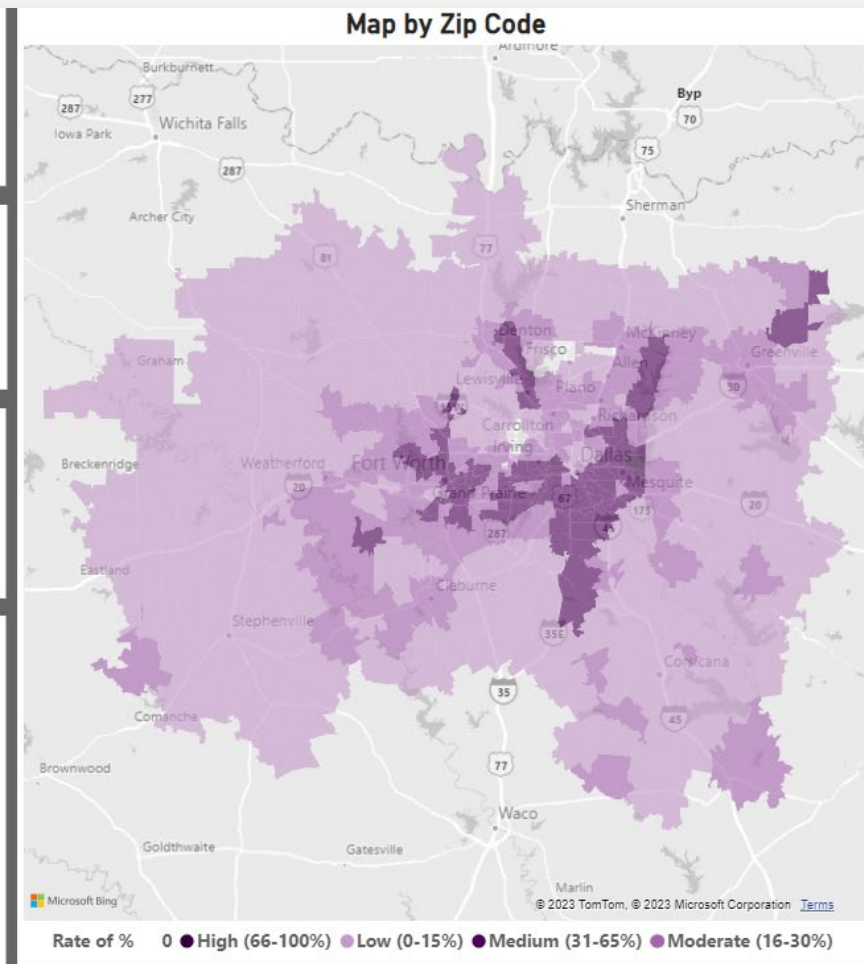 Map by Zip Code
Ardmore
Burkburnett
Byp
287
277
70
Iowa Park
Wichita Falls
75
287
Archer City
Sherman
77
81
Denton
McKinney
Frisco
Allen
Graham
Greenville
Lewisville
Plano
30
Carrollton
Richardson
Irving
Dallas
Breckenridge
Weatherford
Fort Worth
20
Grand Prairie
67
Mesquite
20
175
45
287
Eastland
Cleburne
Stephenville
35E
Corsicana
35
Comanche
45
77
Brownwood
Waco
Goldthwaite
Gatesville
Marlin
Microsoft Bing
© 2023 TomTom, © 2023 Microsoft Corporation Terms
Rate of % 0 High (66-100%) Low (0-15%) Medium (31-65%) Moderate (16-30%)